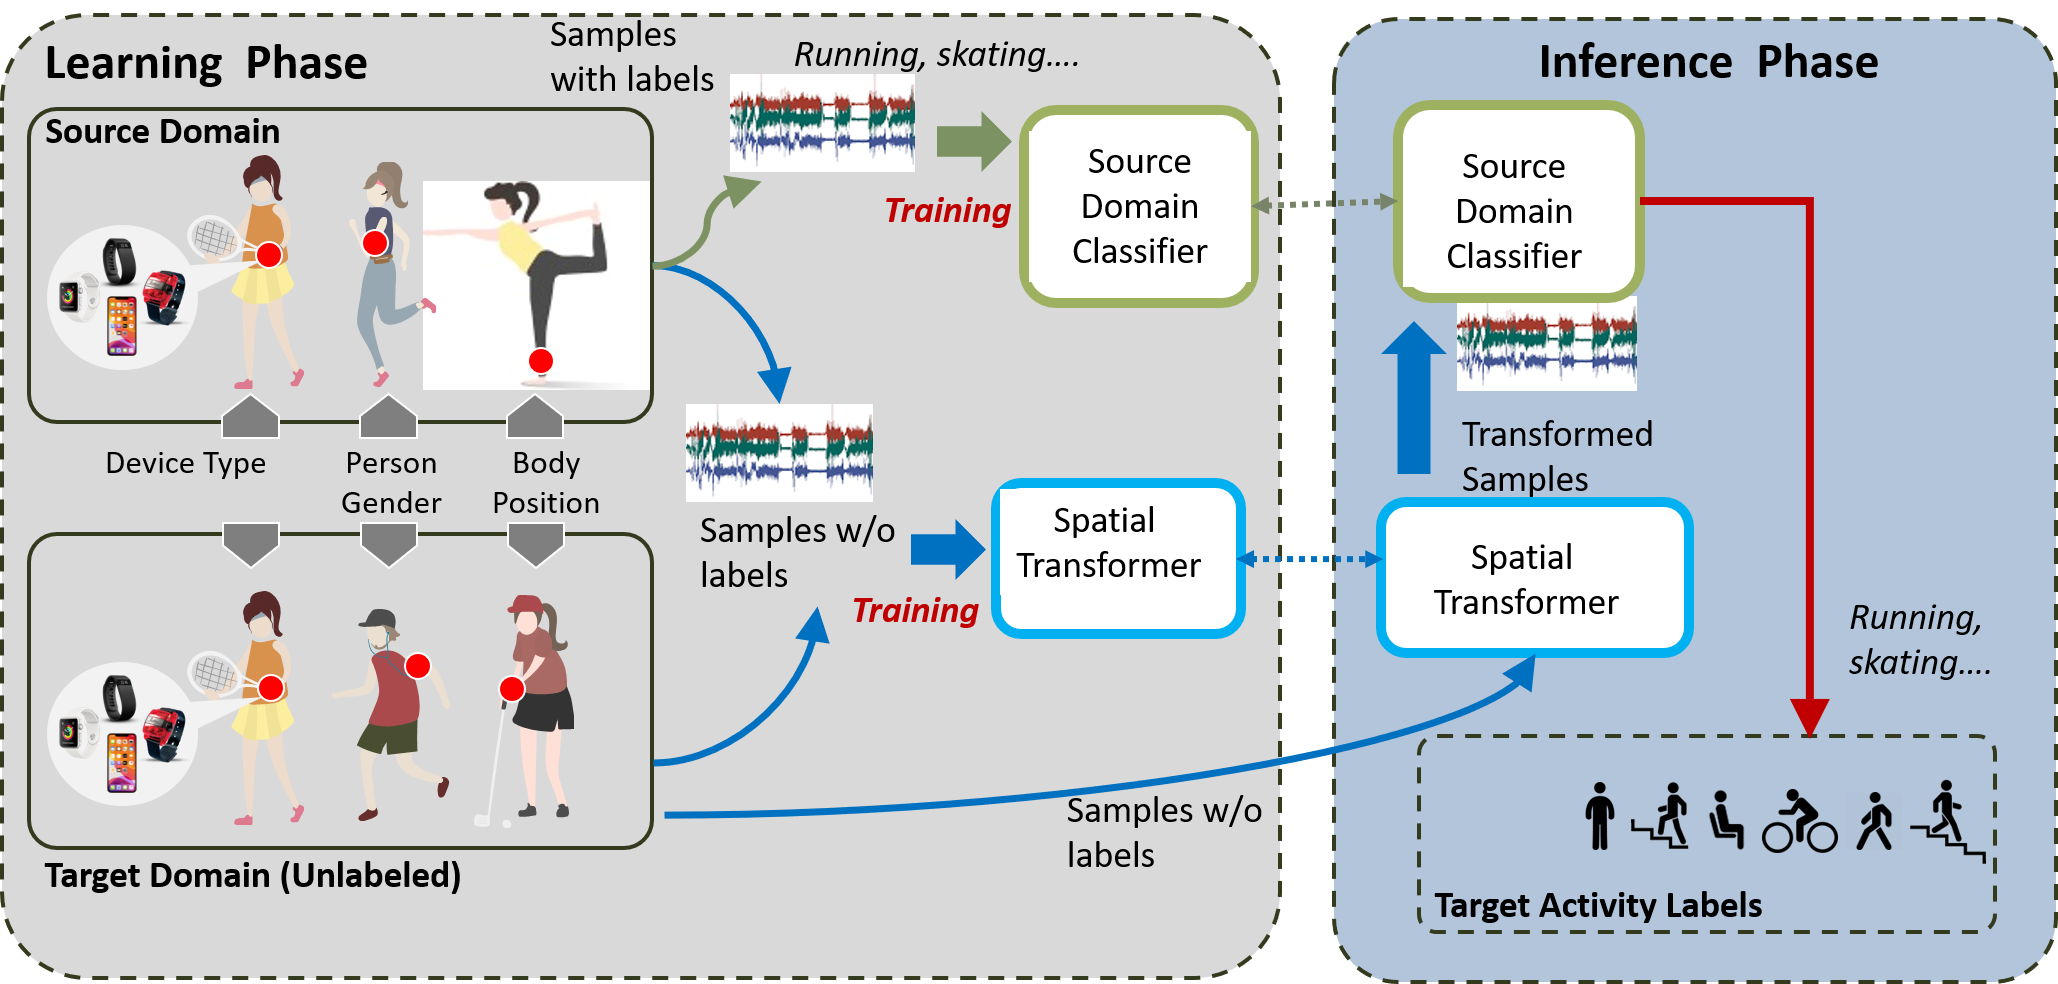 Learning Phase
Samples
with labels
Running, skating....
Source Domain
Training
Source
Domain
Classifier
Device Type
Person
Gender
Body
Position
Samples w/o
labels
Training
Spatial
Transformer
Samples w/o
labels
Target Domain (Unlabeled)
Inference Phase
Source
Domain
Classifier
Transformed
Samples
Spatial
Transformer
Running,
skating....
Target Activity Labels